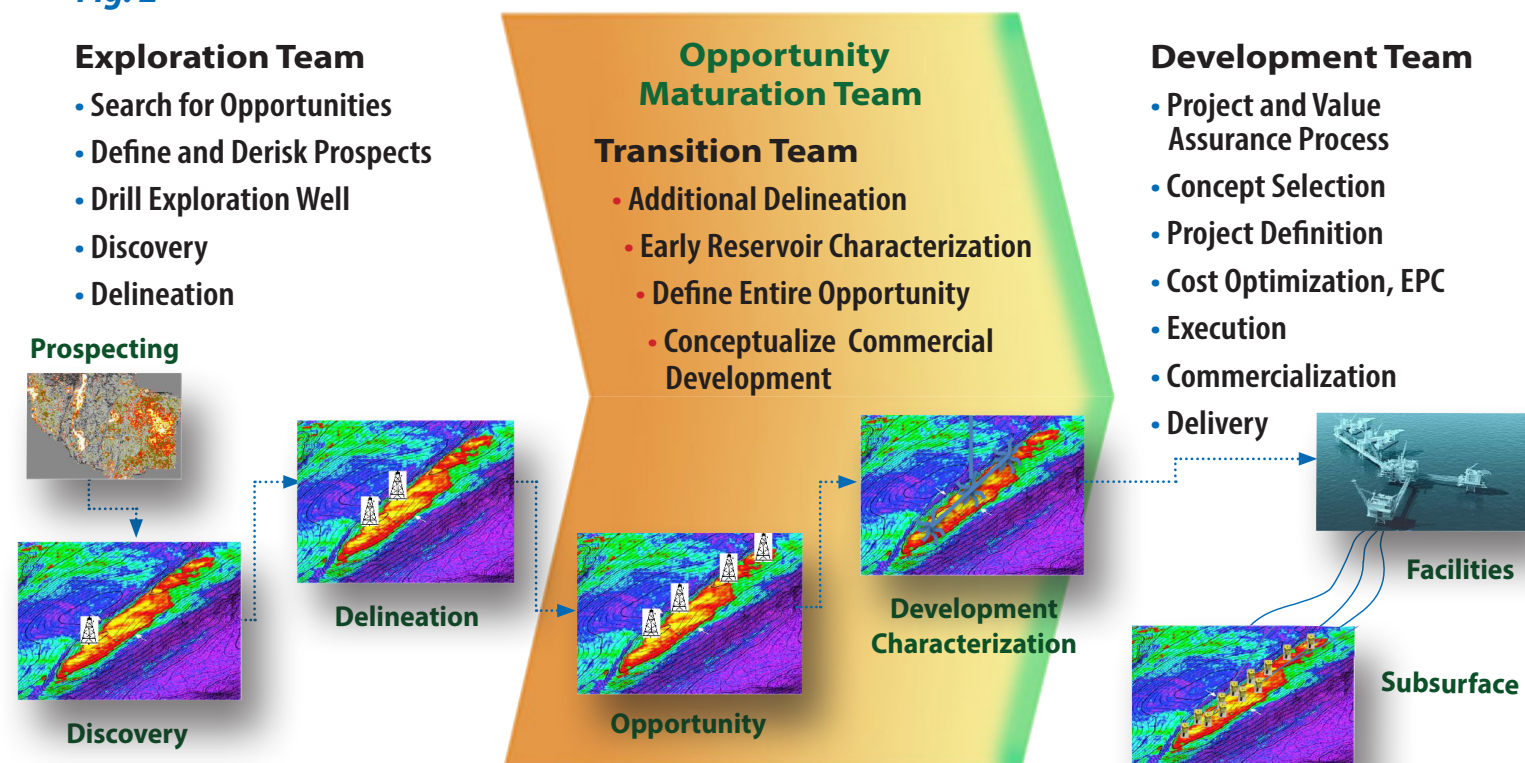 Fig. 2
Exploration Team
• Search for Opportunities
• Define and Derisk Prospects
• Drill Exploration Well
• Discovery
• Delineation
Opportunity
Maturation Team
Transition Team
• Additional Delineation
• Early Reservoir Characterization
• Define Entire Opportunity
• Conceptualize Commercial
Development
Development Team
• Project and Value
Assurance Process
• Concept Selection
• Project Definition
• Cost Optimization, EPC
• Execution
• Commercialization
• Delivery
Prospecting
Discovery
Delineation
Opportunity
Development
Characterization
Facilities
Subsurface